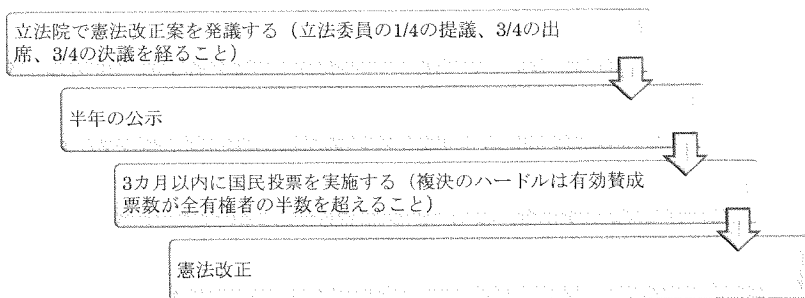 立法院で憲法改正案を発議する（立法委員の1/4の提議、3/4の出
席、3/4の決議を経ること）
半年の公示
3カ月以内に国民投票を実施する（複決のハードルは有効賛成
票数が全有権者の半数を超えること）
憲法改正